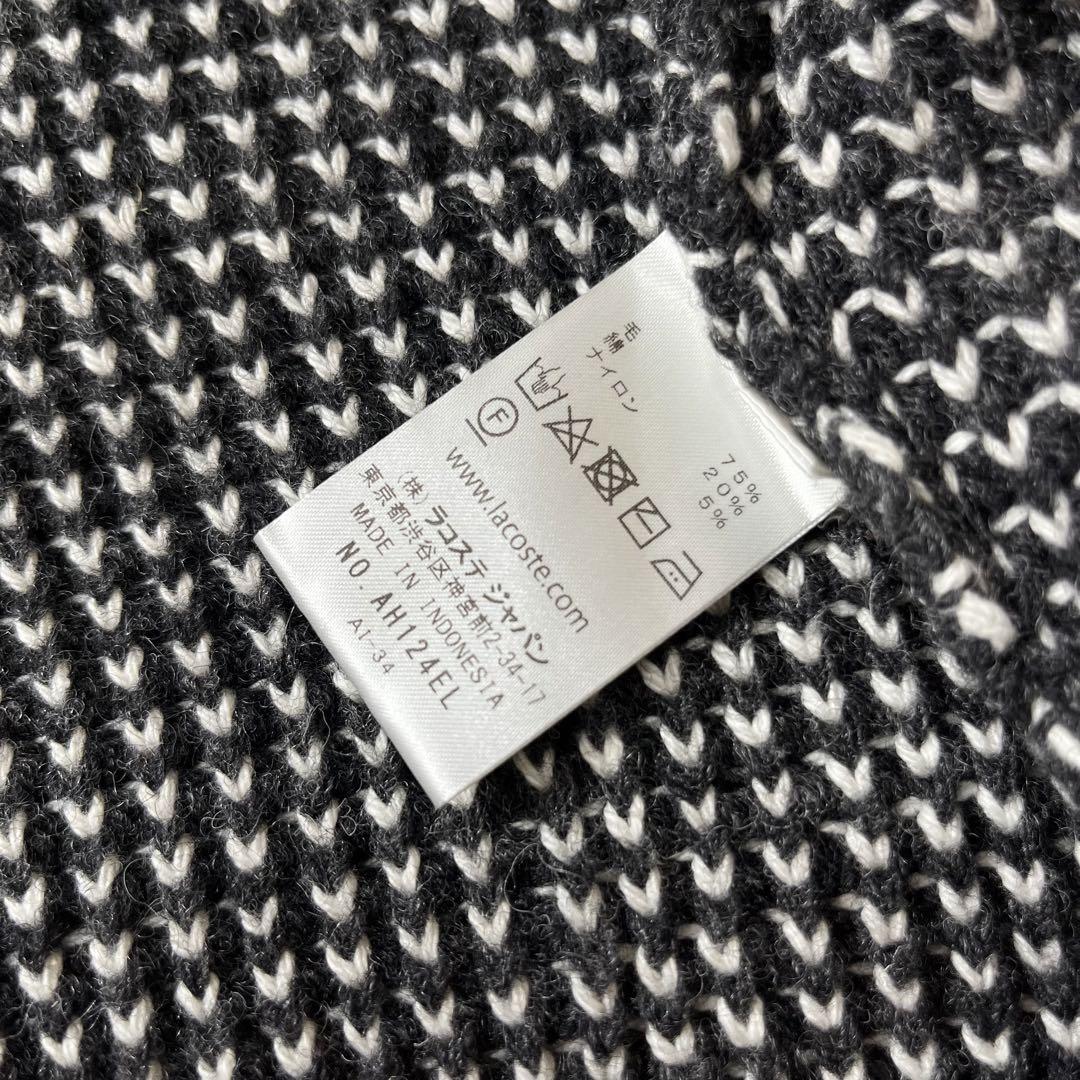 毛 75%
綿 20%
ナイロン 5%
F
www.lacoste.com
(株) ラコステ ジャパン
東京都渋谷区神宮前2-34-17
MADE IN INDONESIA
NO. AH124EL
A1-34